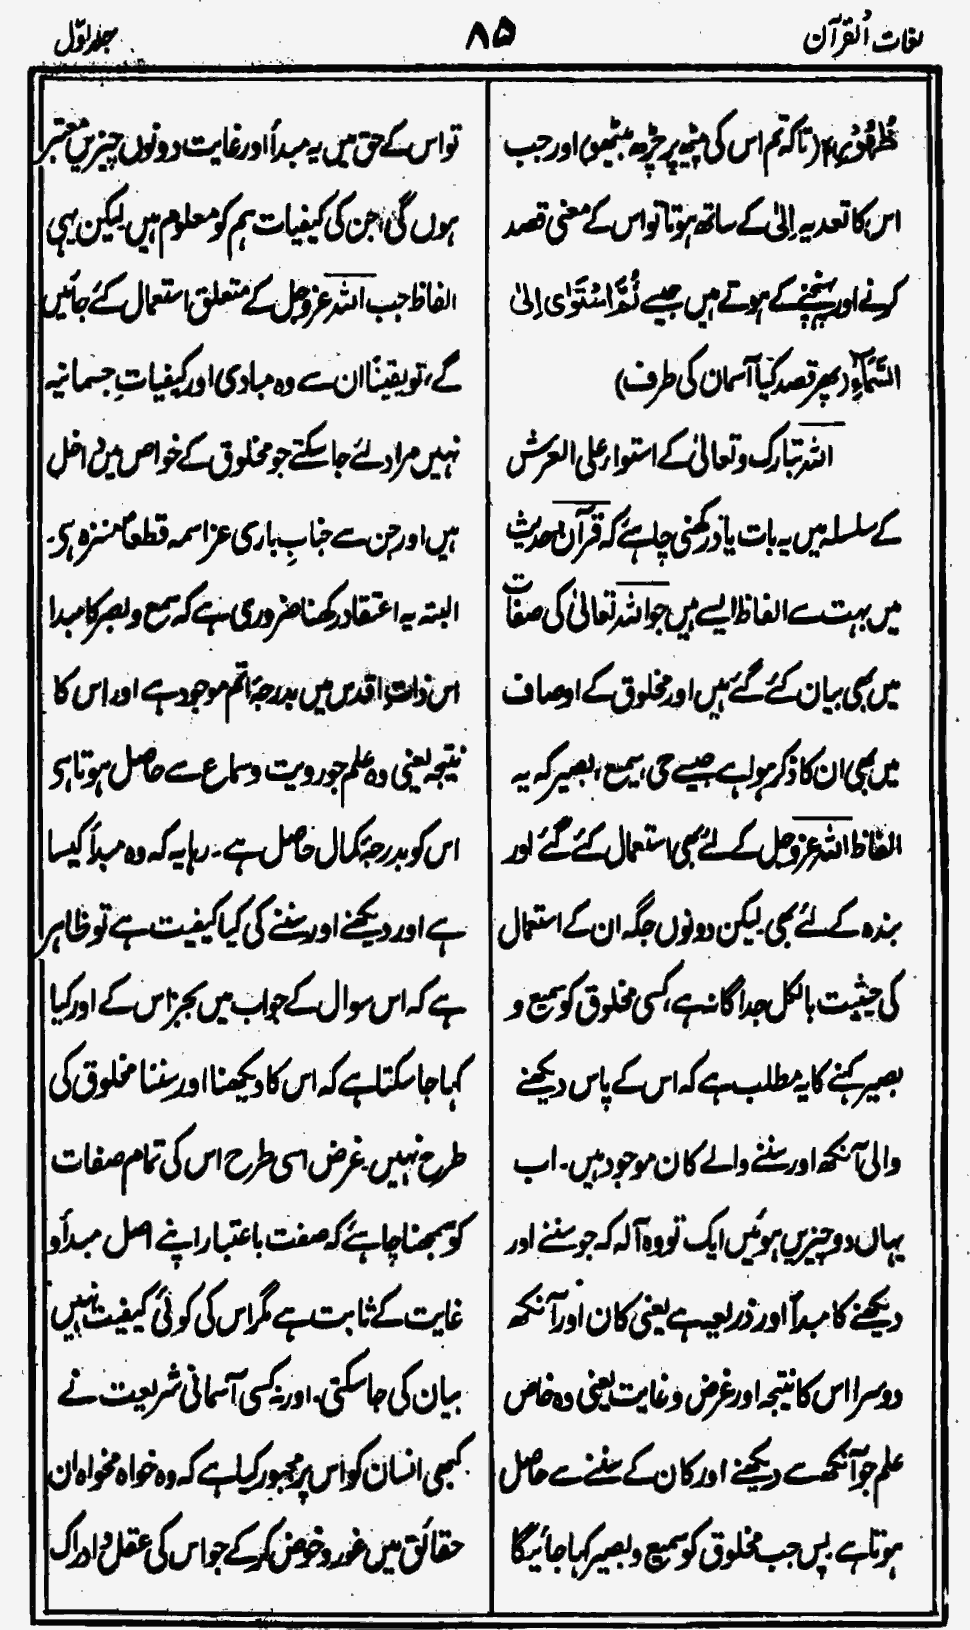 لغات القرآن
۸۵
جلد اوّل
ظُهُوْرِہٖ (تاکہ تم اس کی پیٹھ پر چڑھ بیٹھو) اور جب
اس کا تعدیہ اِلیٰ کے ساتھ ہوتا تو اس کے معنی قصد
کرنے اور پہنچنے کے ہوتے ہیں جیسے ثُمَّ اسْتَوٰی اِلیٰ
السَّمَآءِ (پھر قصد کیا آسمان کی طرف)
اللہ تبارک وتعالیٰ کے استواء علی العرش
کے سلسلہ میں یہ بات یاد رکھنی چاہئے کہ قرآن وحدیث
میں بہت سے الفاظ ایسے ہیں جو اللہ تعالیٰ کی صفات
میں بھی بیان کئے گئے ہیں اور مخلوق کے اوصاف
میں بھی ان کا ذکر ہوا ہے جیسے حی، سمیع، بصیر کہ یہ
الفاظ اللہ عزوجل کے لئے بھی استعمال کئے گئے اور
بندہ کے لئے بھی لیکن دونوں جگہ ان کے استعمال
کی حیثیت بالکل جداگانہ ہے، کسی مخلوق کو سمیع و
بصیر کہنے کا یہ مطلب ہے کہ اس کے پاس دیکھنے
والی آنکھ اور سننے والے کان موجود ہیں۔ اب
یہاں دو چیزیں ہوئیں ایک تو وہ آلہ کہ جو سننے اور
دیکھنے کا مبدأ اور ذریعہ ہے یعنی کان اور آنکھ
دوسرا اس کا نتیجہ اور غرض وغایت یعنی وہ خاص
علم جو آنکھ سے دیکھنے اور کان کے سننے سے حاصل
ہوتا ہے پس جب مخلوق کو سمیع و بصیر کہا جائیگا
تو اس کے حق میں یہ مبدأ اور غایت دونوں چیزیں معتبر
ہوں گی، جن کی کیفیات ہم کو معلوم ہیں لیکن یہی
الفاظ جب اللہ عزوجل کے متعلق استعمال کئے جائیں
گے، تو یقیناً ان سے وہ مبادی اور کیفیاتِ جسمانیہ
نہیں مراد لئے جا سکتے جو مخلوق کے خواص میں داخل
ہیں اور جن سے جنابِ باری عز اسمہ قطعاً منزہ ہی۔
البتہ یہ اعتقاد رکھنا ضروری ہے کہ سمع و بصر کا مبدا
اس ذات اقدس میں بدرجۂ اتم موجود ہے اور اس کا
نتیجہ یعنی وہ علم جو رویت وسماع سے حاصل ہوتا ہی
اس کو بدرجۂ کمال حاصل ہے۔ رہا یہ کہ وہ مبدأ کیسا
ہے اور دیکھنے اور سننے کی کیا کیفیت ہے تو ظاہر
ہے کہ اس سوال کے جواب میں بجز اس کے اور کیا
کہا جا سکتا ہے کہ اس کا دیکھنا اور سننا مخلوق کی
طرح نہیں۔ غرض اسی طرح اس کی تمام صفات
کو سمجھنا چاہئے کہ صفت باعتبار اپنے اصل مبدأ و
غایت کے ثابت ہے مگر اس کی کوئی کیفیت نہیں
بیان کی جا سکتی۔ اور نہ کسی آسمانی شریعت نے
کبھی انسان کو اس پر مجبور کیا ہے کہ وہ خواہ مخواہ ان
حقائق میں غور وخوض کرے جو اس کی عقل و ادراک